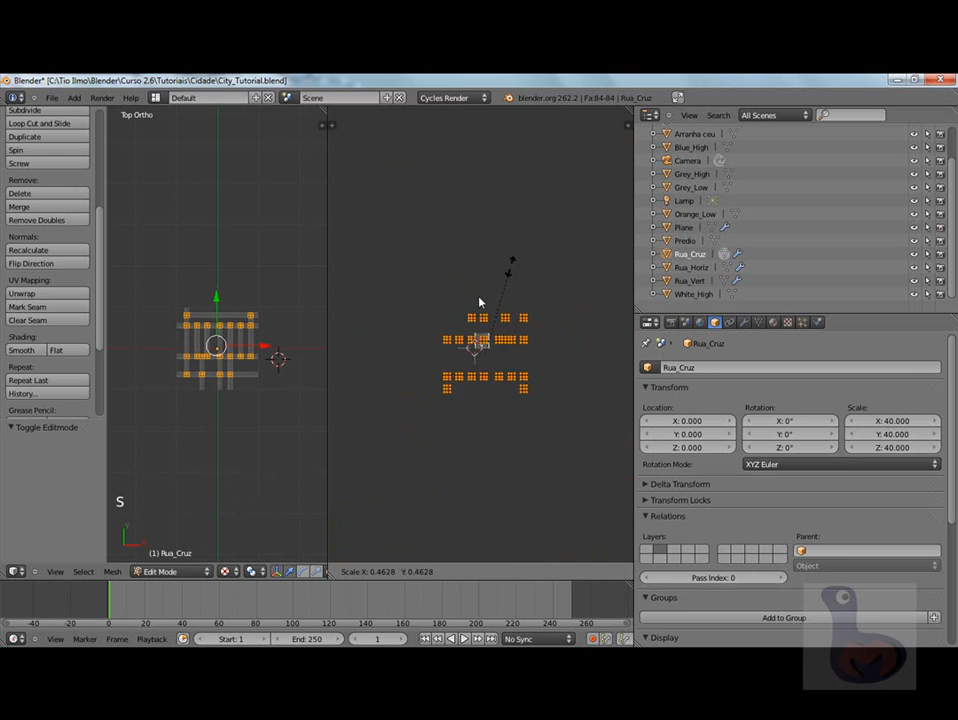 Blender* [C:\Tio Ilmo\Blender\Curso 2.6\Tutoriais\Cidade\City_Tutorial.blend]
File Add Render Help Default Scene Cycles Render blender.org 262.2 | Fa:84-84 | Rua_Cruz
View Search All Scenes
Subdivide
Loop Cut and Slide
Duplicate
Spin
Screw
Remove:
Delete
Merge
Remove Doubles
Normals:
Recalculate
Flip Direction
UV Mapping:
Unwrap
Mark Seam
Clear Seam
Shading:
Smooth Flat
Repeat:
Repeat Last
History...
Grease Pencil:
Toggle Editmode
Top Ortho
S
y
(1) Rua_Cruz
View Select Mesh Edit Mode
Scale X: 0.4628 Y: 0.4628
Arranha ceu
Blue_High
Camera
Grey_High
Grey_Low
Lamp
Orange_Low
Plane
Predio
Rua_Cruz
Rua_Horiz
Rua_Vert
White_High
Rua_Cruz
Rua_Cruz
Transform
Location: Rotation: Scale:
X: 0.000 X: 0° X: 40.000
Y: 0.000 Y: 0° Y: 40.000
Z: 0.000 Z: 0° Z: 40.000
Rotation Mode: XYZ Euler
Delta Transform
Transform Locks
Relations
Layers: Parent:
Object
Pass Index: 0
Groups
Add to Group
Display
-40 -20 0 20 40 60 80 100 120 140 160 180 200 220 240 260
View Marker Frame Playback Start: 1 End: 250 1 No Sync